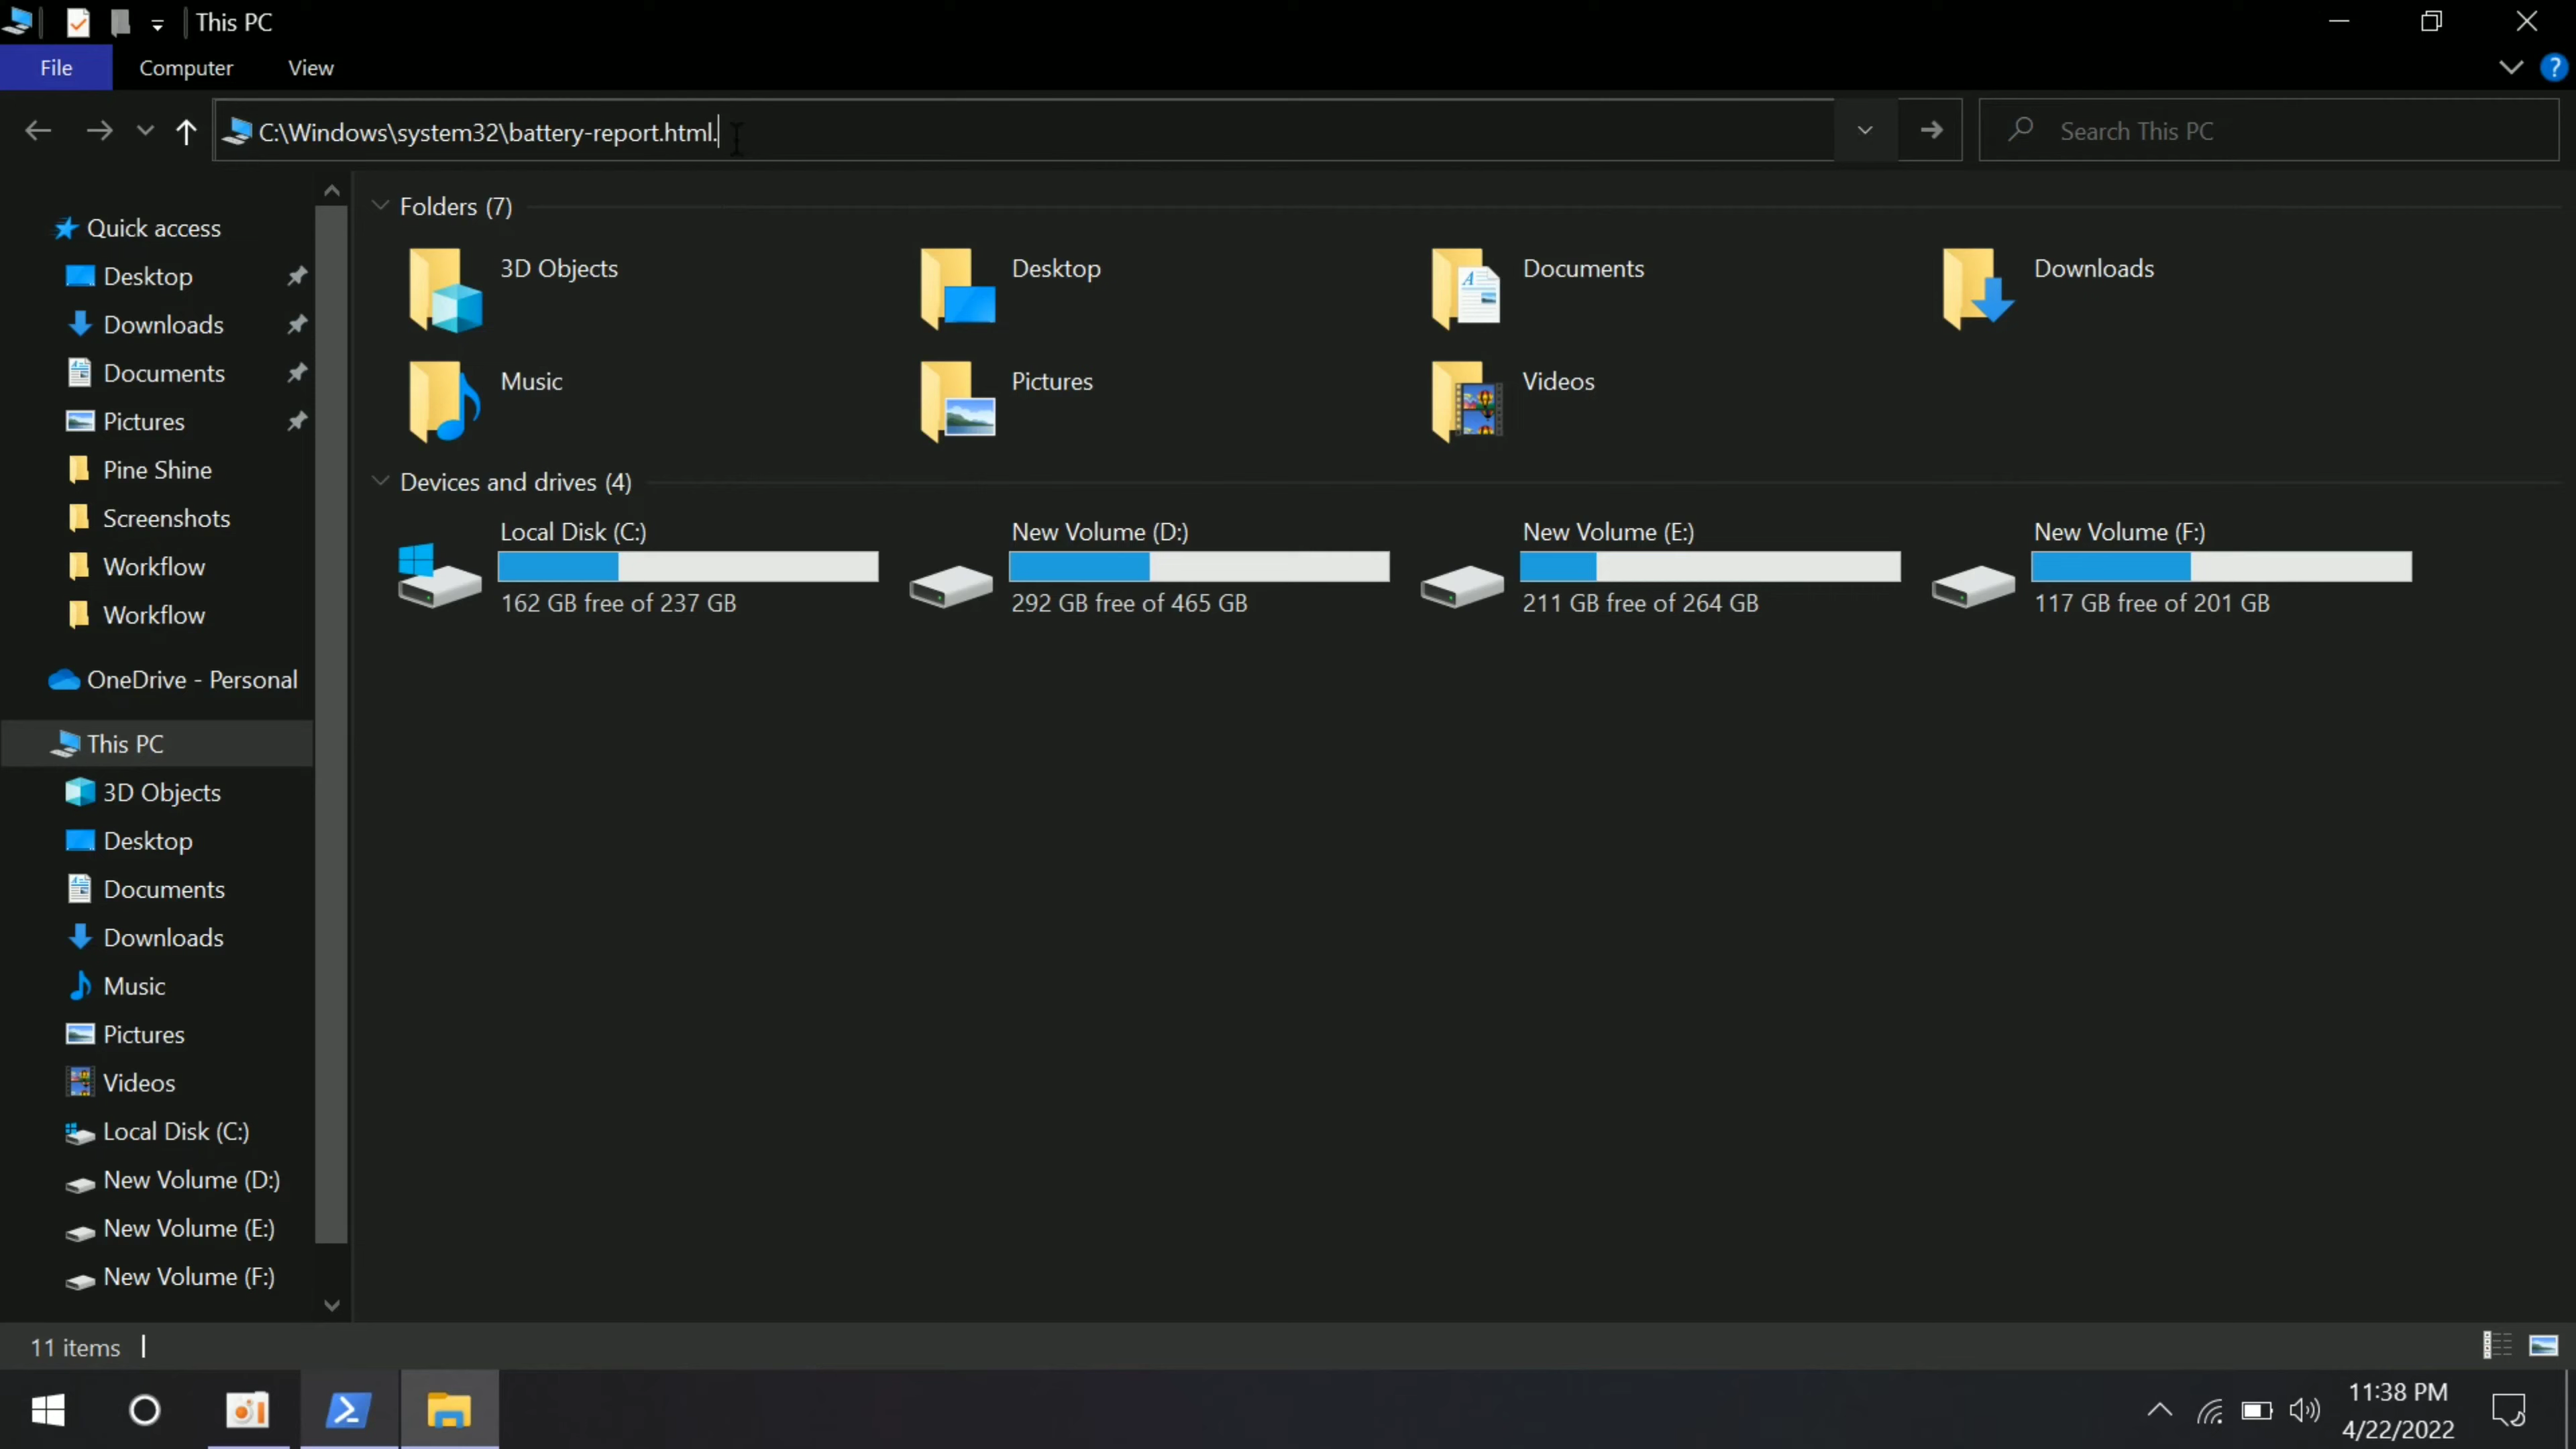 This PC
File
Computer
View
?
C:\Windows\system32\battery-report.html.
Search This PC
Quick access
Desktop
Downloads
Documents
Pictures
Pine Shine
Screenshots
Workflow
Workflow
OneDrive - Personal
This PC
3D Objects
Desktop
Documents
Downloads
Music
Pictures
Videos
Local Disk (C:)
New Volume (D:)
New Volume (E:)
New Volume (F:)
Folders (7)
3D Objects
Desktop
Documents
Downloads
Music
Pictures
Videos
Devices and drives (4)
Local Disk (C:)
162 GB free of 237 GB
New Volume (D:)
292 GB free of 465 GB
New Volume (E:)
211 GB free of 264 GB
New Volume (F:)
117 GB free of 201 GB
11 items
11:38 PM
4/22/2022